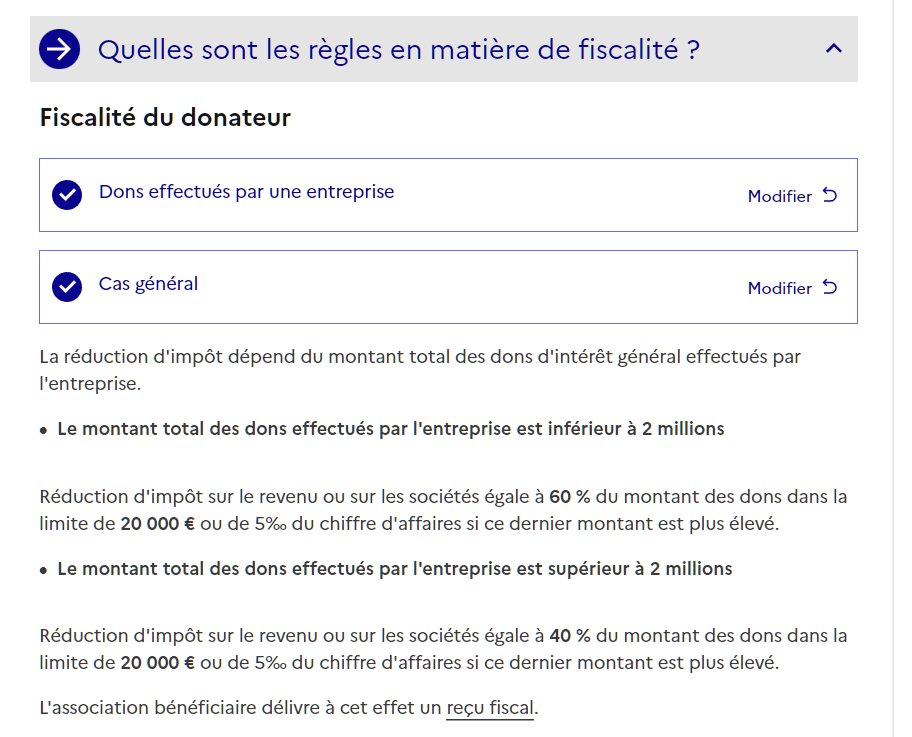 Quelles sont les règles en matière de fiscalité ?
Fiscalité du donateur
Dons effectués par une entreprise
Modifier
Cas général
Modifier
La réduction d'impôt dépend du montant total des dons d'intérêt général effectués par
l'entreprise.
• Le montant total des dons effectués par l'entreprise est inférieur à 2 millions
Réduction d'impôt sur le revenu ou sur les sociétés égale à 60 % du montant des dons dans la
limite de 20 000 € ou de 5‰ du chiffre d'affaires si ce dernier montant est plus élevé.
• Le montant total des dons effectués par l'entreprise est supérieur à 2 millions
Réduction d'impôt sur le revenu ou sur les sociétés égale à 40 % du montant des dons dans la
limite de 20 000 € ou de 5‰ du chiffre d'affaires si ce dernier montant est plus élevé.
L'association bénéficiaire délivre à cet effet un reçu fiscal.